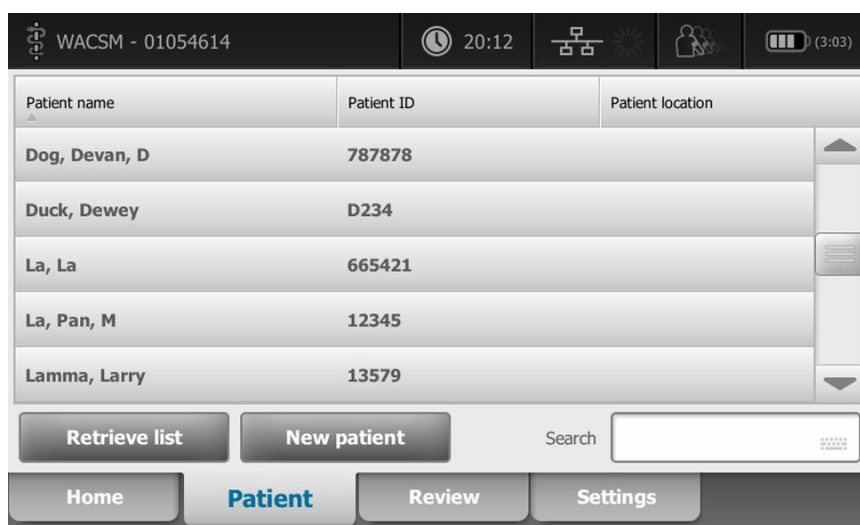 WACSM - 01054614 20:12 (3:03)
Patient name Patient ID Patient location
Dog, Devan, D 787878
Duck, Dewey D234
La, La 665421
La, Pan, M 12345
Lamma, Larry 13579
Retrieve list New patient Search
Home Patient Review Settings